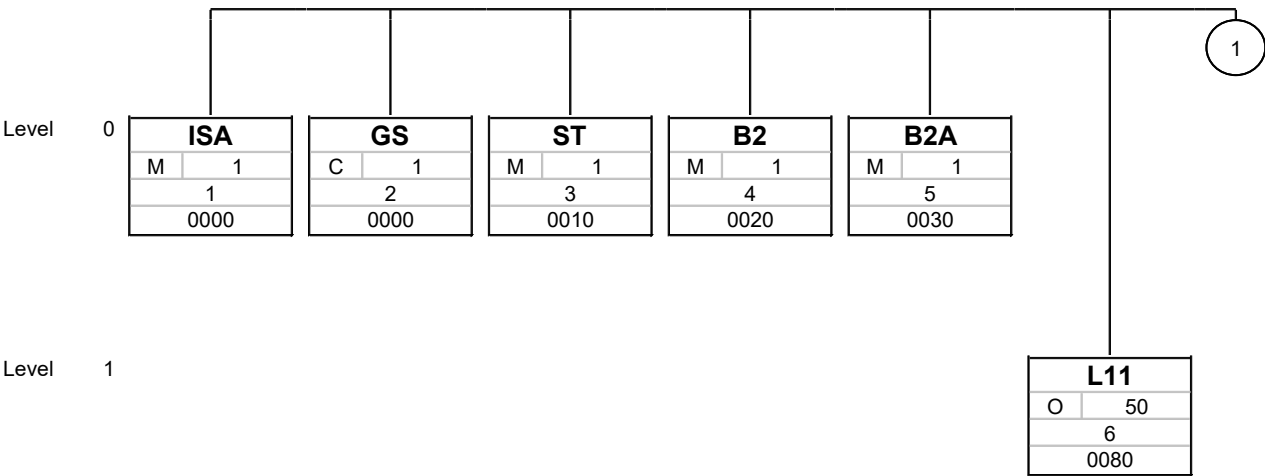 1
Level 0
ISA GS ST B2 B2A
M 1 C 1 M 1 M 1 M 1
1 2 3 4 5
0000 0000 0010 0020 0030
Level 1
L11
O 50
6
0080